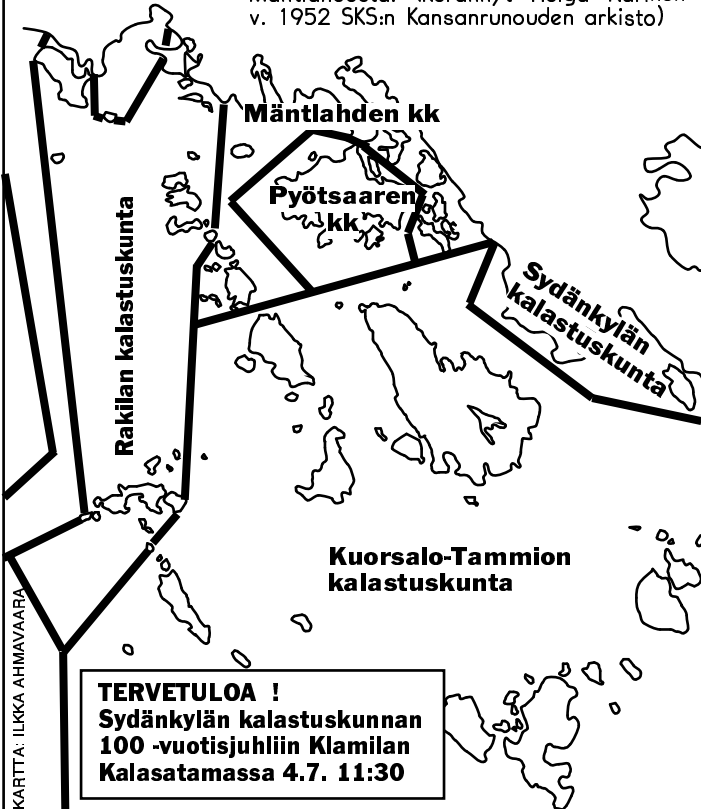 v. 1952 SKS:n Kansanrunouden arkisto)
Mäntlahden kk
Pyötsaaren
kk
Rakilan kalastuskunta
Sydänkylän
kalastuskunta
Kuorsalo-Tammion
kalastuskunta
TERVETULOA !
Sydänkylän kalastuskunnan
100 -vuotisjuhliin Klamilan
Kalasatamassa 4.7. 11:30
KARTTA: ILKKA AHMAVAARA